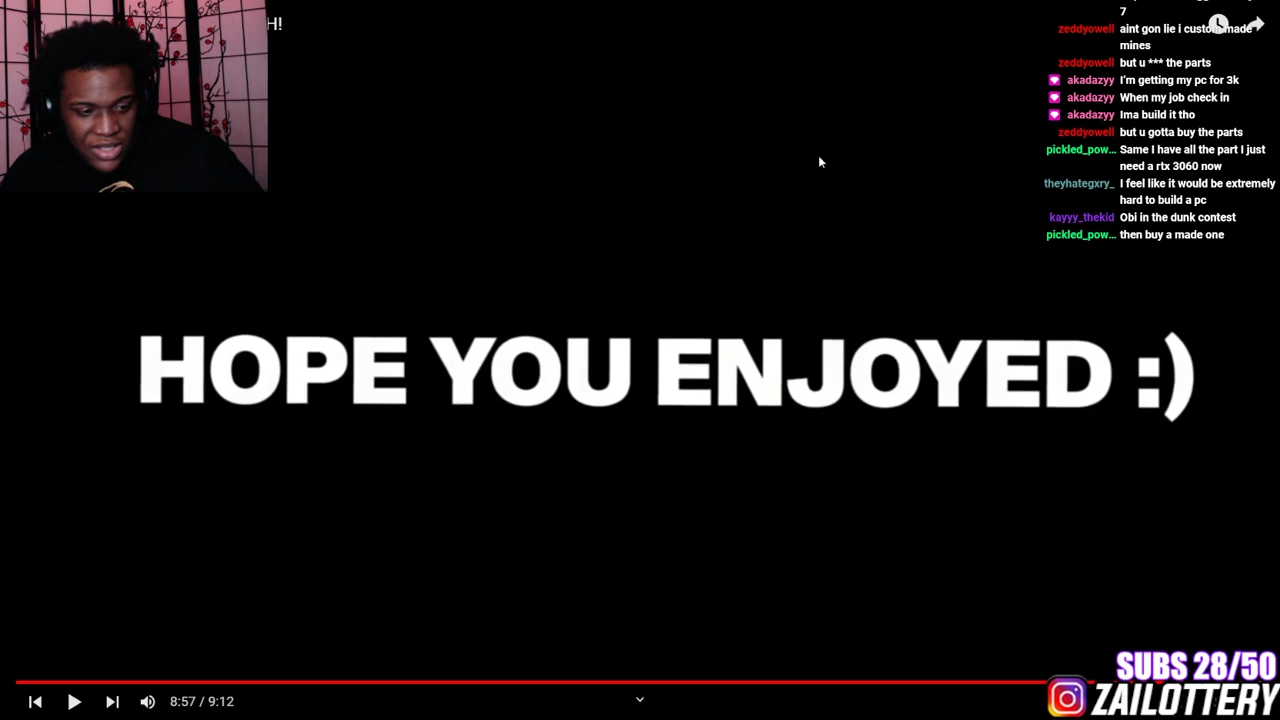 H!
7
zeddyowell aint gon lie i custom made
mines
zeddyowell but u *** the parts
akadazyy I'm getting my pc for 3k
akadazyy When my job check in
akadazyy Ima build it tho
zeddyowell but u gotta buy the parts
pickled_pow... Same I have all the part I just
need a rtx 3060 now
theyhategxry_ I feel like it would be extremely
hard to build a pc
kayyy_thekid Obi in the dunk contest
pickled_pow... then buy a made one
HOPE YOU ENJOYED :)
SUBS 28/50
ZAILOTTERY
8:57 / 9:12